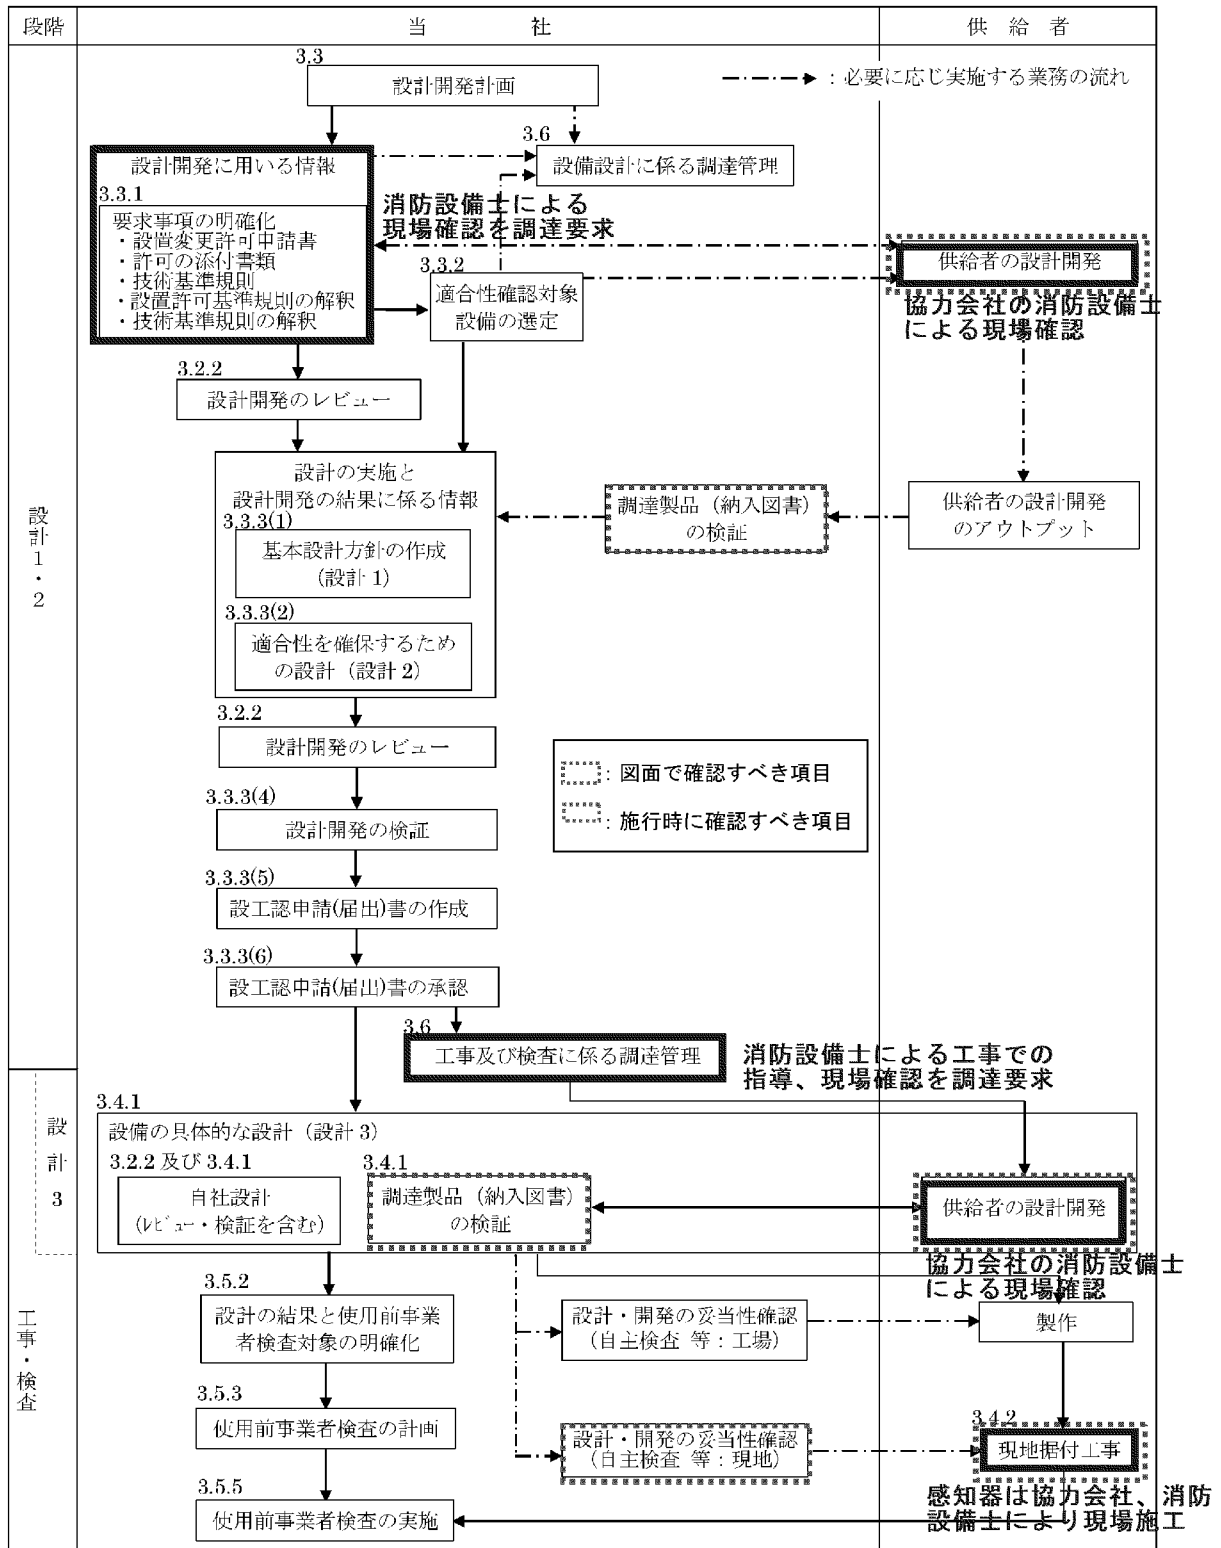 段階
当 社
供 給 者
3.3
設計開発計画
：必要に応じ実施する業務の流れ
3.6
設備設計に係る調達管理
設計開発に用いる情報
3.3.1
要求事項の明確化
・設置変更許可申請書
・許可の添付書類
・技術基準規則
・設置許可基準規則の解釈
・技術基準規則の解釈
消防設備士による
現場確認を調達要求
3.3.2
適合性確認対象
設備の選定
供給者の設計開発
協力会社の消防設備士
による現場確認
3.2.2
設計開発のレビュー
設計の実施と
設計開発の結果に係る情報
3.3.3(1)
基本設計方針の作成
(設計 1)
3.3.3(2)
適合性を確保するため
の設計（設計 2）
調達製品（納入図書）
の検証
供給者の設計開発
のアウトプット
設計１・２
3.2.2
設計開発のレビュー
：図面で確認すべき項目
：施行時に確認すべき項目
3.3.3(4)
設計開発の検証
3.3.3(5)
設工認申請(届出)書の作成
3.3.3(6)
設工認申請(届出)書の承認
3.6
工事及び検査に係る調達管理
消防設備士による工事での
指導、現場確認を調達要求
設計3
3.4.1
設備の具体的な設計（設計 3）
3.2.2 及び 3.4.1
自社設計
(ﾚﾋﾞｭｰ・検証を含む)
3.4.1
調達製品（納入図書）
の検証
供給者の設計開発
協力会社の消防設備士
による現場確認
工事・検査
3.5.2
設計の結果と使用前事業
者検査対象の明確化
設計・開発の妥当性確認
（自主検査 等：工場）
製作
3.5.3
使用前事業者検査の計画
設計・開発の妥当性確認
（自主検査 等：現地）
3.4.2
現地据付工事
感知器は協力会社、消防
設備士により現場施工
3.5.5
使用前事業者検査の実施